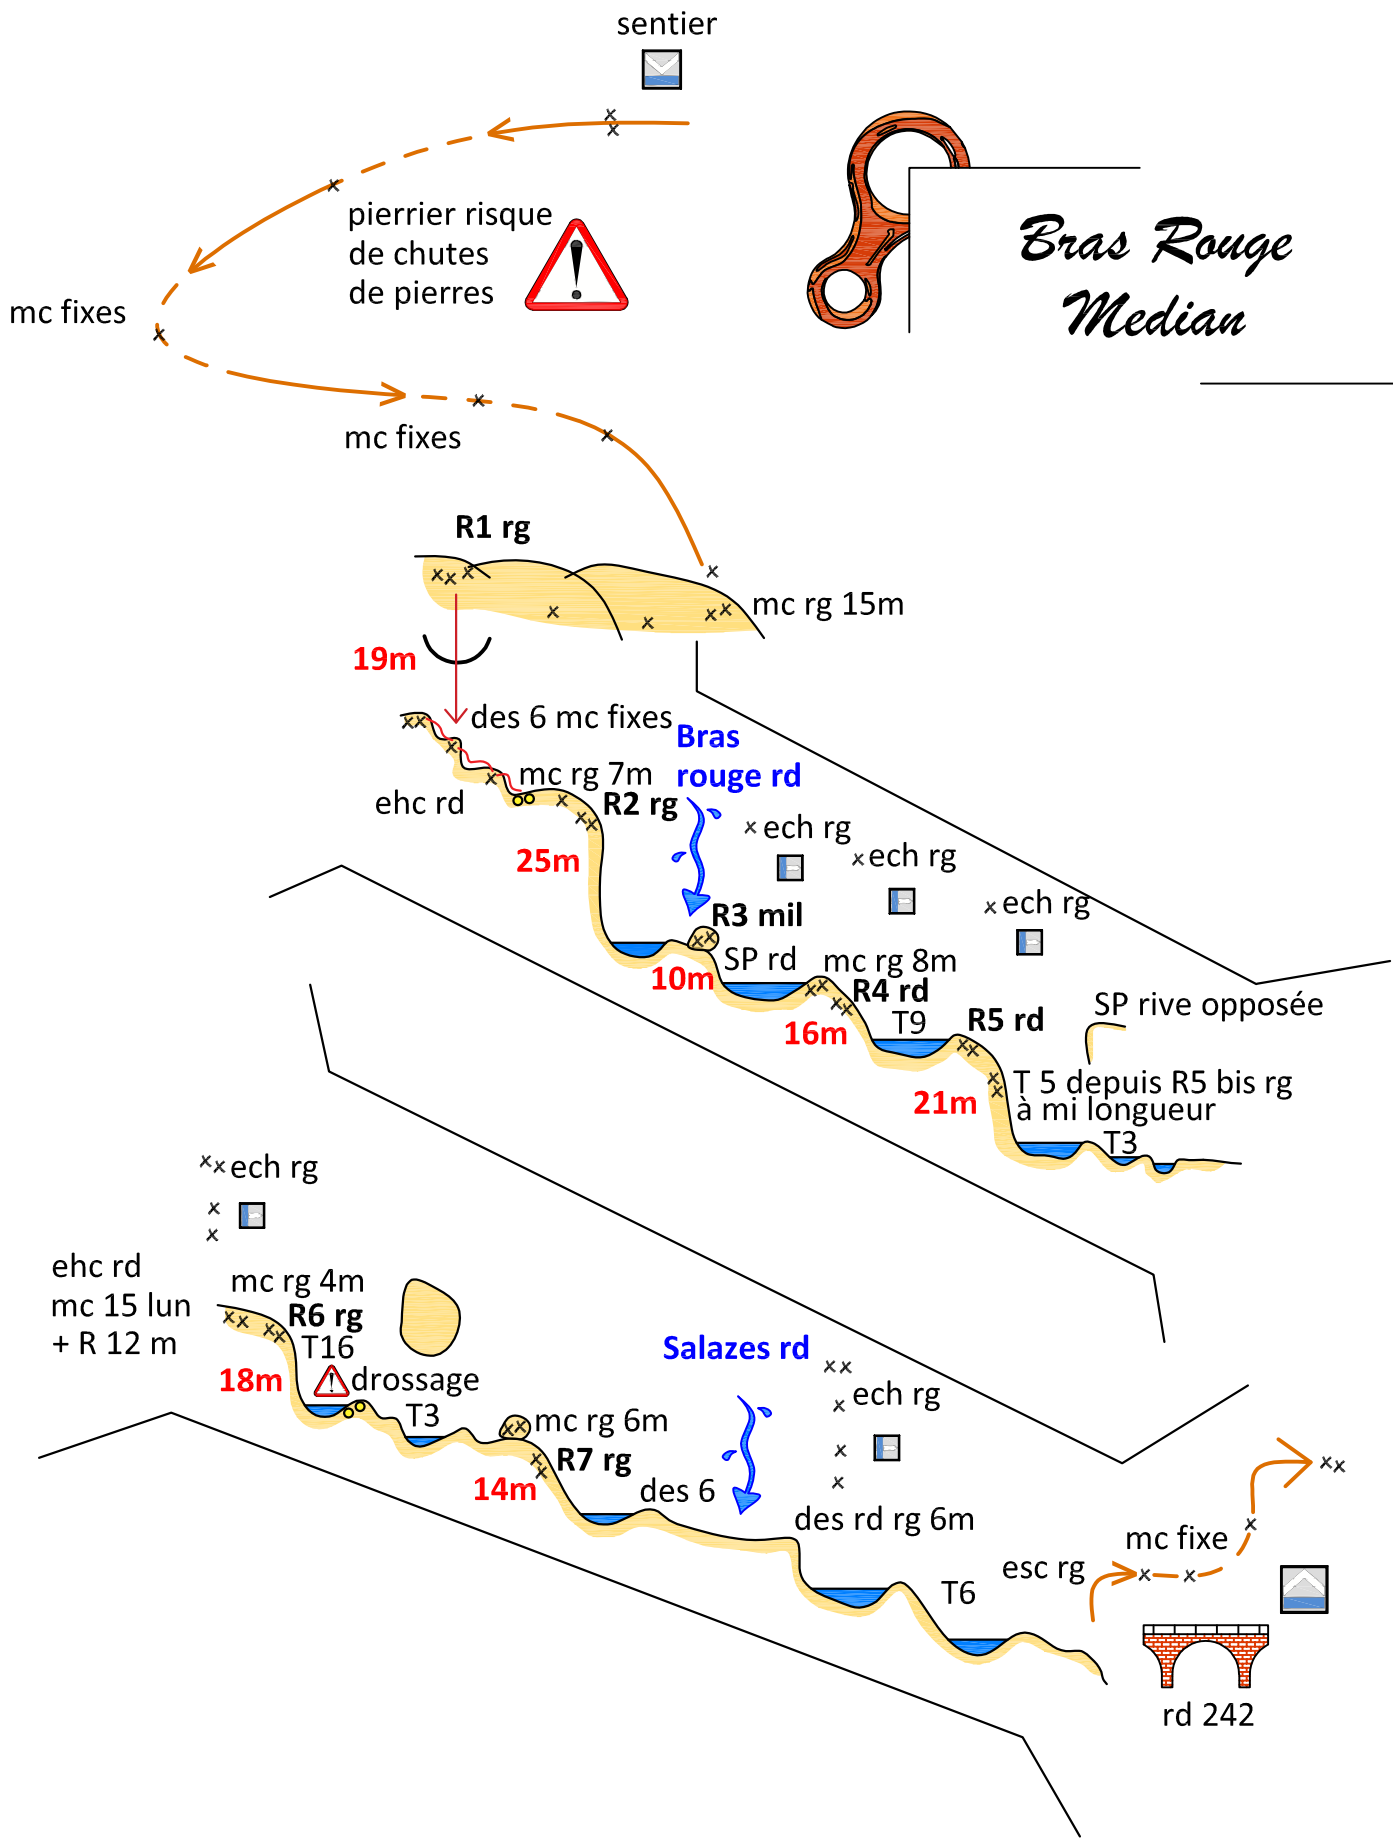 sentier
Bras Rouge
Median
pierrier risque
de chutes
de pierres
mc fixes
mc fixes
R1 rg
mc rg 15m
19m
des 6 mc fixes
Bras
rouge rd
mc rg 7m
ehc rd
R2 rg
25m
ech rg
ech rg
ech rg
R3 mil
SP rd
10m
mc rg 8m
R4 rd
T9
16m
R5 rd
SP rive opposée
21m
T 5 depuis R5 bis rg
à mi longueur
T3
ech rg
ehc rd
mc 15 lun
+ R 12 m
mc rg 4m
R6 rg
T16
18m
drossage
T3
mc rg 6m
R7 rg
14m
des 6
Salazes rd
ech rg
des rd rg 6m
T6
esc rg
mc fixe
rd 242